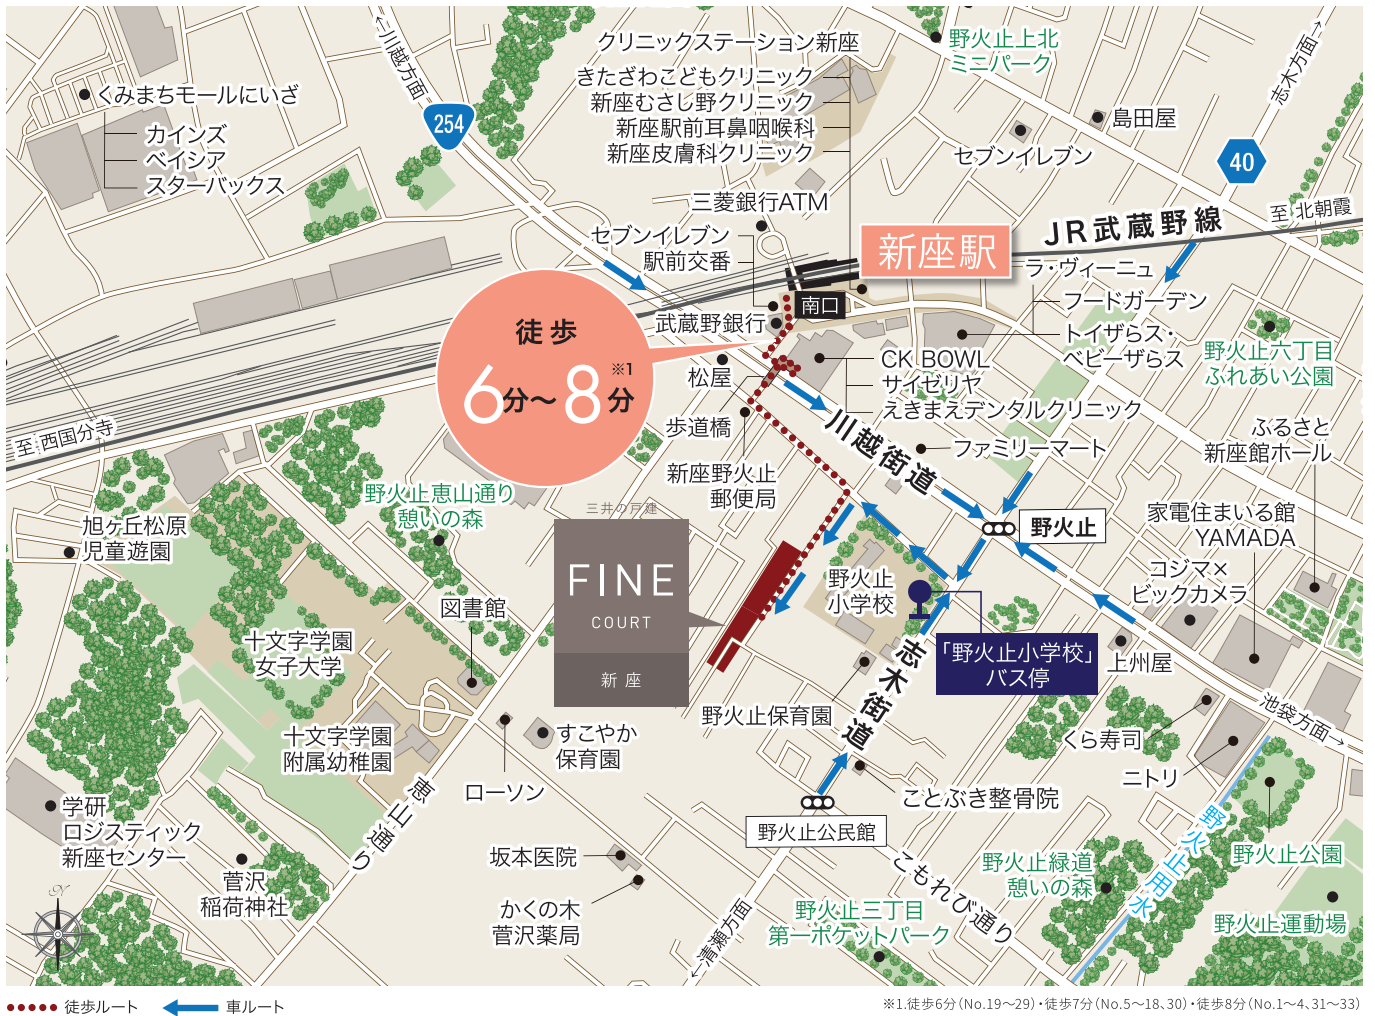 ←至川越方面
254
くみまちモールにいざ
カインズ
ベイシア
スターバックス
クリニックステーション新座
きたざわこどもクリニック
新座むさし野クリニック
新座駅前耳鼻咽喉科
新座皮膚科クリニック
三菱銀行ATM
セブンイレブン
駅前交番
野火止上北
ミニパーク
志木方面→
島田屋
セブンイレブン
40
至 北朝霞
JR武蔵野線
新座駅
南口
武蔵野銀行
ラ・ヴィーニュ
フードガーデン
トイザらス・
ベビーザらス
野火止六丁目
ふれあい公園
徒歩
6分〜8分
※1
松屋
CK BOWL
サイゼリヤ
えきまえデンタルクリニック
歩道橋
川越街道
ファミリーマート
ふるさと
新座館ホール
新座野火止
郵便局
至 西国分寺
野火止恵山通り
憩いの森
旭ヶ丘松原
児童遊園
三井の戸建
FINE
COURT
新座
野火止
家電住まいる館
YAMADA
コジマ×
ビックカメラ
野火止
小学校
図書館
十文字学園
女子大学
「野火止小学校」
バス停
志木街道
上州屋
野火止保育園
池袋方面→
十文字学園
附属幼稚園
すこやか
保育園
ローソン
くら寿司
ニトリ
恵山通り
ことぶき整骨院
学研
ロジスティック
新座センター
野火止公民館
野火止用水
坂本医院
こもれび通り
野火止緑道
憩いの森
野火止公園
菅沢
稲荷神社
かくの木
菅沢薬局
野火止三丁目
第一ポケットパーク
野火止運動場
←清瀬方面
N
徒歩ルート
車ルート
※1.徒歩6分（No.19〜29）・徒歩7分（No.5〜18、30）・徒歩8分（No.1〜4、31〜33）